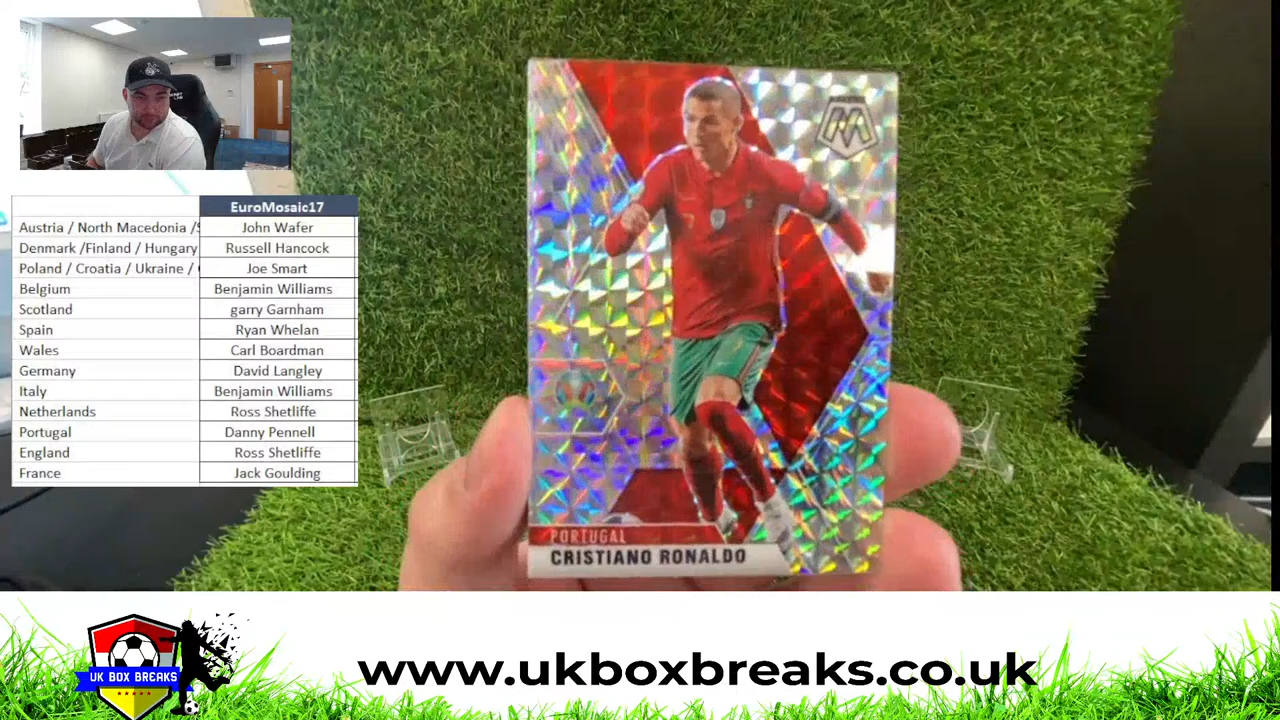 EuroMosaic17
Austria / North Macedonia /S John Wafer
Denmark /Finland / Hungary Russell Hancock
Poland / Croatia / Ukraine / Joe Smart
Belgium Benjamin Williams
Scotland garry Garnham
Spain Ryan Whelan
Wales Carl Boardman
Germany David Langley
Italy Benjamin Williams
Netherlands Ross Shetliffe
Portugal Danny Pennell
England Ross Shetliffe
France Jack Goulding
PORTUGAL
CRISTIANO RONALDO
UK BOX BREAKS
www.ukboxbreaks.co.uk